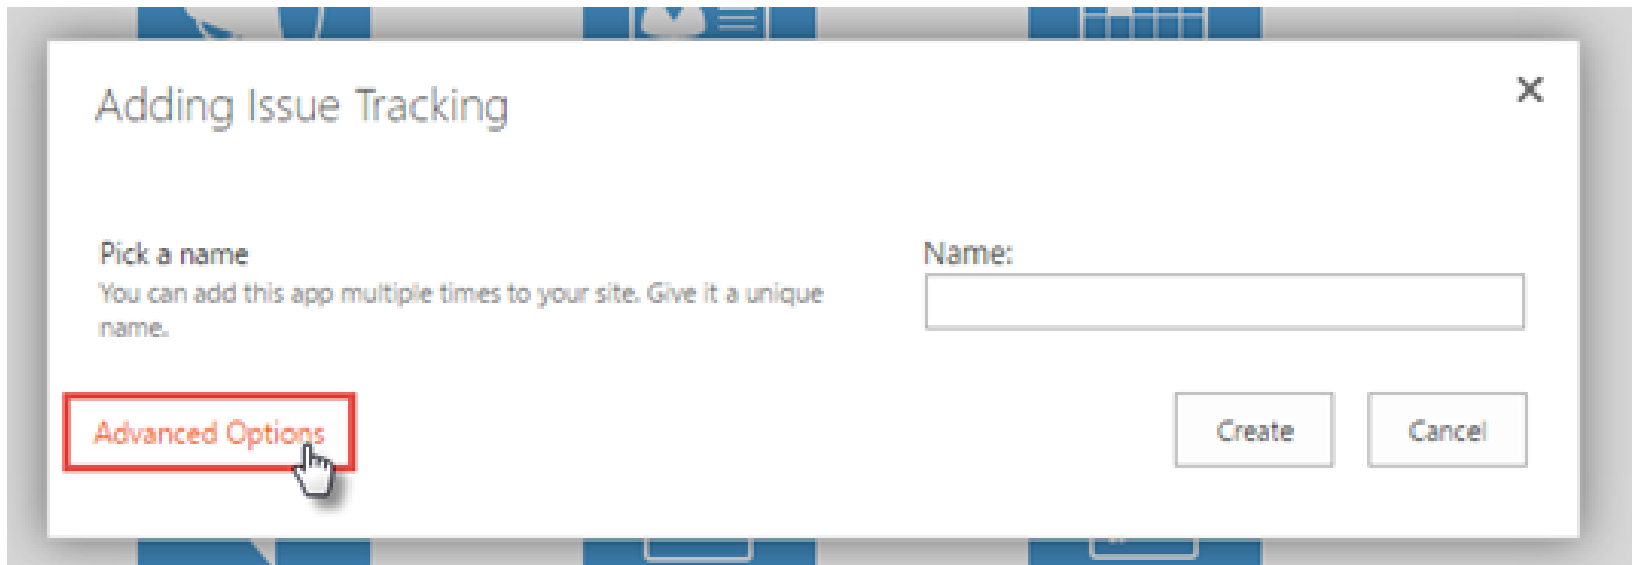 Adding Issue Tracking
Pick a name
You can add this app multiple times to your site. Give it a unique
name.
Name:
Advanced Options
Create
Cancel